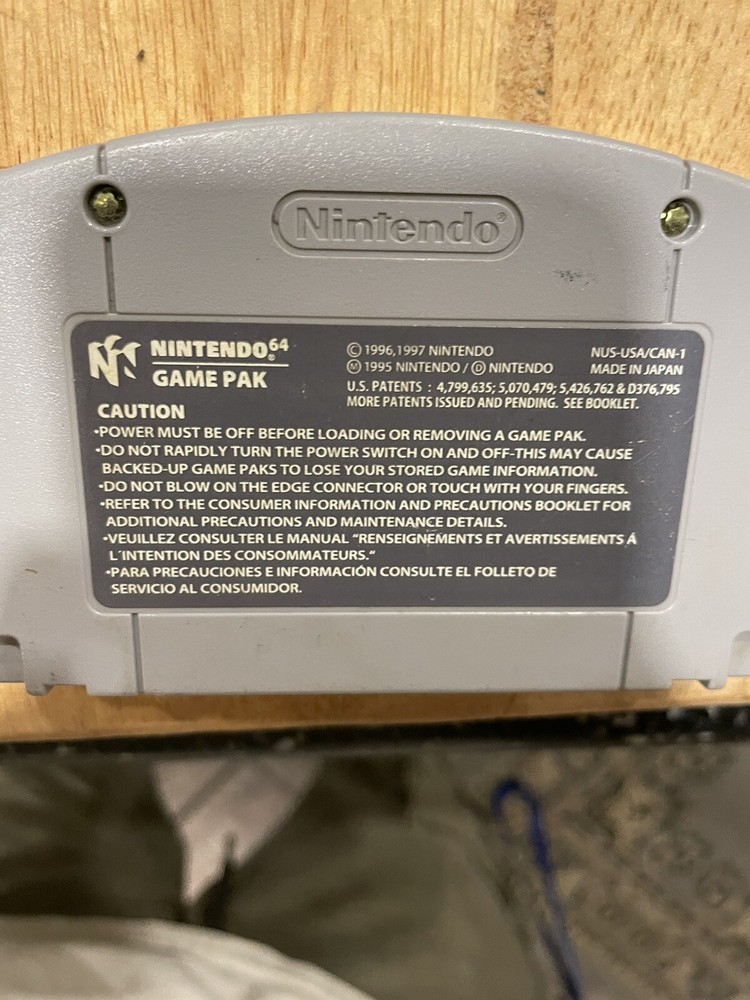 Nintendo®
NINTENDO64®
GAME PAK
©1996,1997 NINTENDO
Ⓜ1995 NINTENDO / ⒹNINTENDO
NUS-USA/CAN-1
MADE IN JAPAN
U.S. PATENTS : 4,799,635; 5,070,479; 5,426,762 & D376,795
MORE PATENTS ISSUED AND PENDING. SEE BOOKLET.
CAUTION
•POWER MUST BE OFF BEFORE LOADING OR REMOVING A GAME PAK.
•DO NOT RAPIDLY TURN THE POWER SWITCH ON AND OFF-THIS MAY CAUSE
BACKED-UP GAME PAKS TO LOSE YOUR STORED GAME INFORMATION.
•DO NOT BLOW ON THE EDGE CONNECTOR OR TOUCH WITH YOUR FINGERS.
•REFER TO THE CONSUMER INFORMATION AND PRECAUTIONS BOOKLET FOR
ADDITIONAL PRECAUTIONS AND MAINTENANCE DETAILS.
•VEUILLEZ CONSULTER LE MANUAL "RENSEIGNEMENTS ET AVERTISSEMENTS Á
L'INTENTION DES CONSOMMATEURS."
•PARA PRECAUCIONES E INFORMACIÓN CONSULTE EL FOLLETO DE
SERVICIO AL CONSUMIDOR.